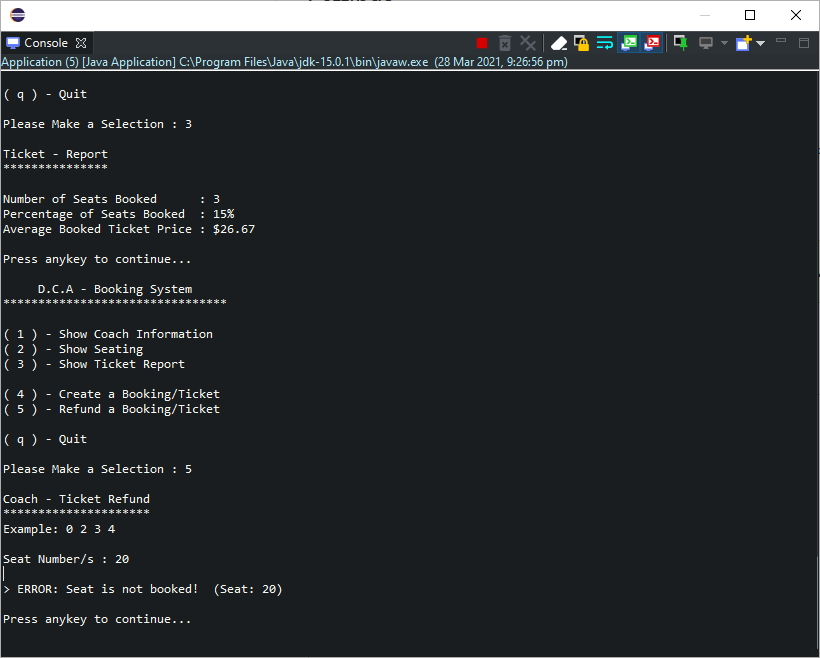 Console
Application (5) [Java Application] C:\Program Files\Java\jdk-15.0.1\bin\javaw.exe (28 Mar 2021, 9:26:56 pm)
( q ) - Quit
Please Make a Selection : 3
Ticket - Report
***************
Number of Seats Booked      : 3
Percentage of Seats Booked  : 15%
Average Booked Ticket Price : $26.67
Press anykey to continue...
     D.C.A - Booking System
********************************
( 1 ) - Show Coach Information
( 2 ) - Show Seating
( 3 ) - Show Ticket Report
( 4 ) - Create a Booking/Ticket
( 5 ) - Refund a Booking/Ticket
( q ) - Quit
Please Make a Selection : 5
Coach - Ticket Refund
*********************
Example: 0 2 3 4
Seat Number/s : 20
> ERROR: Seat is not booked!  (Seat: 20)
Press anykey to continue...